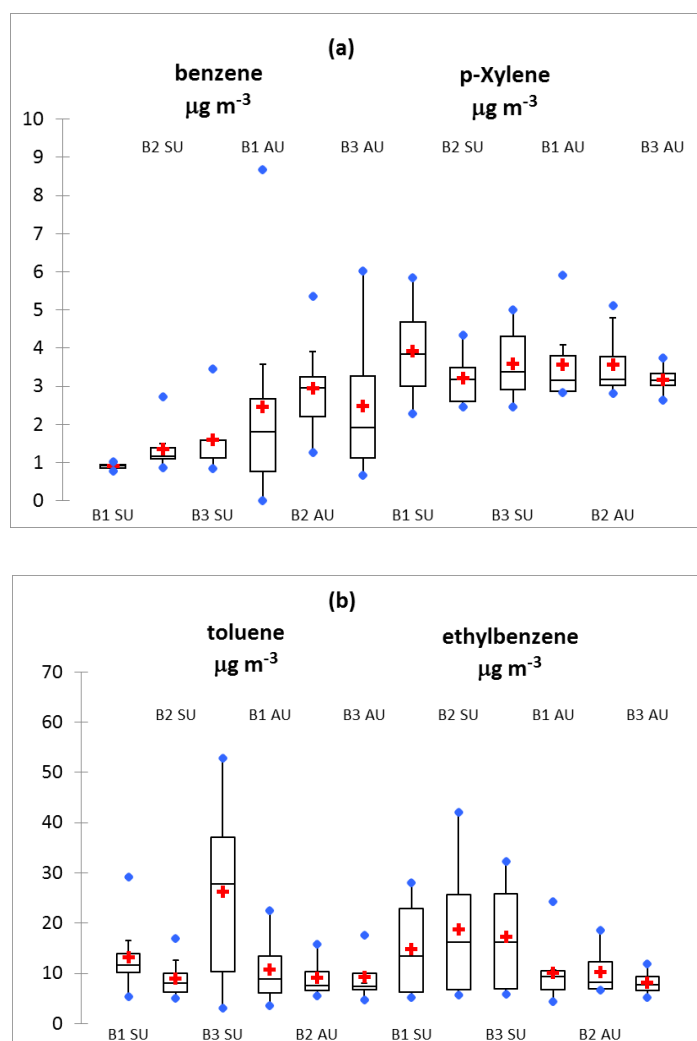 (a)
benzene p-Xylene
µg m-3 µg m-3
10
B2 SU B1 AU B3 AU B2 SU B1 AU B3 AU
9
8
7
6
5
4
3
2
1
0
B1 SU B3 SU B2 AU B1 SU B3 SU B2 AU
(b)
toluene ethylbenzene
µg m-3 µg m-3
70
60
B2 SU B1 AU B3 AU B2 SU B1 AU B3 AU
50
40
30
20
10
0
B1 SU B3 SU B2 AU B1 SU B3 SU B2 AU